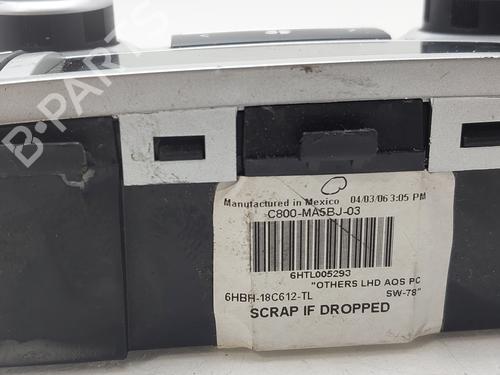 B-PARTS
Manufactured in Mexico 04/03/06 3:05 PM
C800-MA5BJ-03
6HTL005293
"OTHERS LHD AOS PC
6HBH-18C612-TL SW-78"
SCRAP IF DROPPED